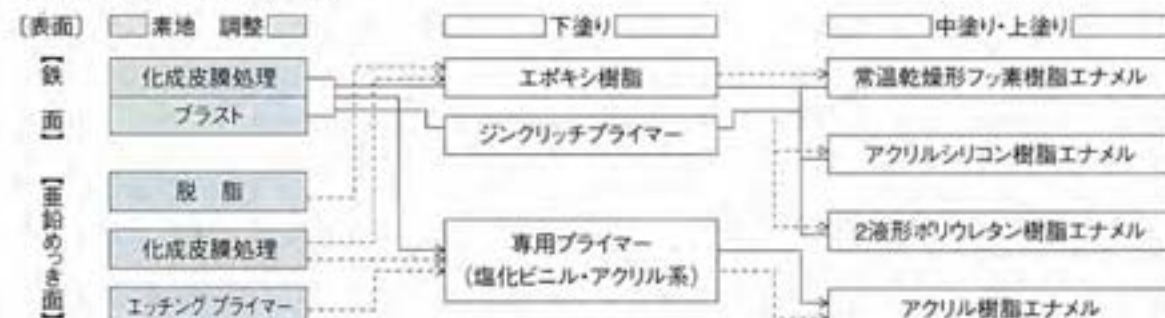 〔表面〕 素地 調整 下塗り 中塗り・上塗り
【鉄面】
化成皮膜処理
ブラスト
【亜鉛めっき面】
脱 脂
化成皮膜処理
エッチングプライマー
エポキシ樹脂
ジンクリッチプライマー
専用プライマー
(塩化ビニル・アクリル系)
常温乾燥形フッ素樹脂エナメル
アクリルシリコン樹脂エナメル
2液形ポリウレタン樹脂エナメル
アクリル樹脂エナメル